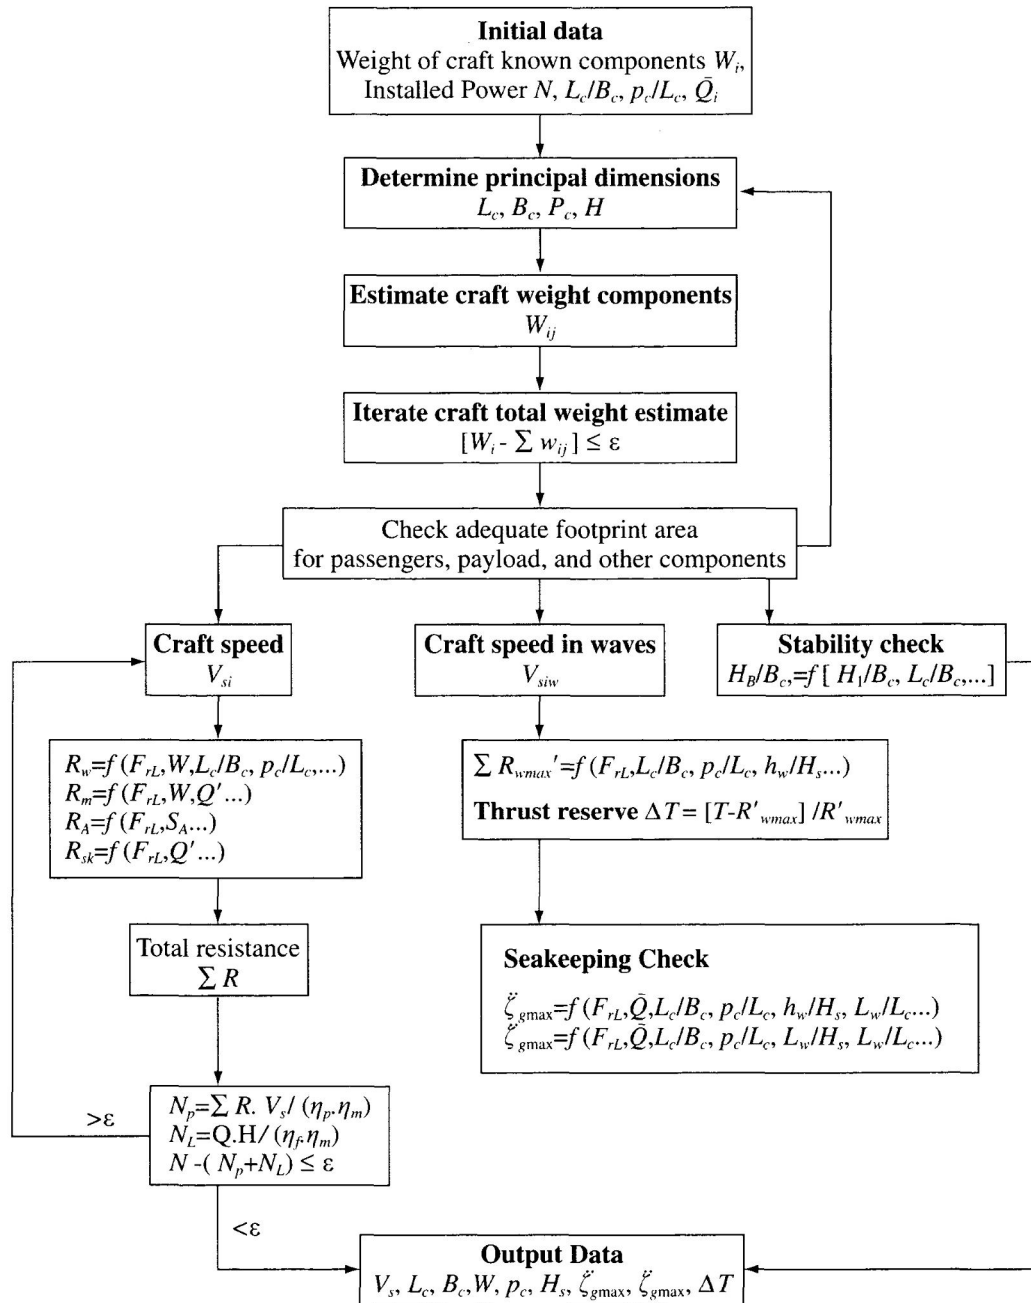 Initial data
Weight of craft known components Wᵢ,
Installed Power N, L_c/B_c, p_c/L_c, Q̄ᵢ
Determine principal dimensions
L_c, B_c, P_c, H
Estimate craft weight components
W_ij
Iterate craft total weight estimate
[Wᵢ - ∑ w_ij] ≤ ε
Check adequate footprint area
for passengers, payload, and other components
Craft speed
V_si
Craft speed in waves
V_siw
Stability check
H_B/B_c,=f [ H_1/B_c, L_c/B_c,...]
R_w=f (F_rL,W,L_c/B_c, p_c/L_c,...)
R_m=f (F_rL,W,Q'...)
R_A=f (F_rL,S_A...)
R_sk=f (F_rL,Q'...)
∑ R_wmax'=f (F_rL,L_c/B_c, p_c/L_c, h_w/H_s...)
Thrust reserve ΔT = [T-R'_wmax] /R'_wmax
Total resistance
∑ R
Seakeeping Check
ζ̈_gmax=f (F_rL,Q̄,L_c/B_c, p_c/L_c, h_w/H_s, L_w/L_c...)
ζ̈_gmax=f (F_rL,Q̄,L_c/B_c, p_c/L_c, L_w/H_s, L_w/L_c...)
N_p=∑ R. V_s/ (η_p.η_m)
N_L=Q.H/ (η_f.η_m)
N -( N_p+N_L) ≤ ε
>ε
<ε
Output Data
V_s, L_c, B_c,W, p_c, H_s, ζ̈_gmax, ζ̈_gmax, ΔT